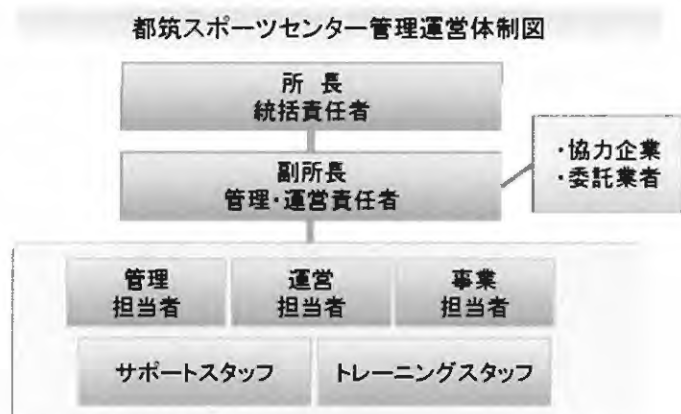 都筑スポーツセンター管理運営体制図
所 長
統括責任者
副所長
管理・運営責任者
・協力企業
・委託業者
管理
担当者
運営
担当者
事業
担当者
サポートスタッフ
トレーニングスタッフ